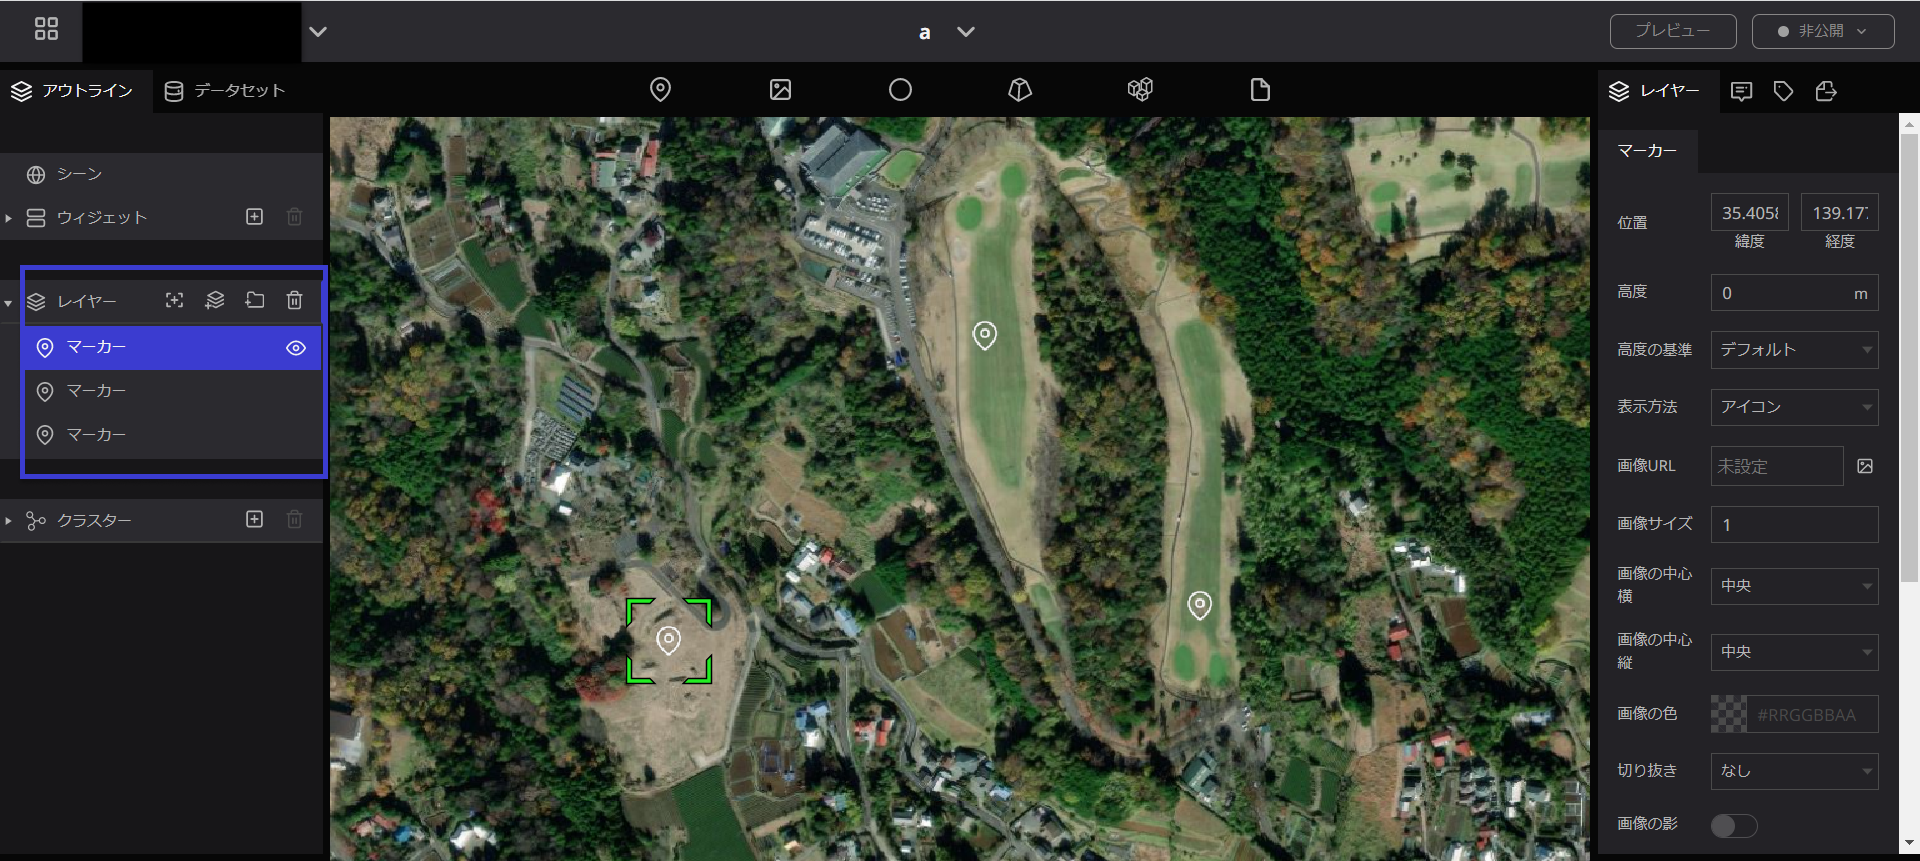 a
プレビュー
非公開
アウトライン
データセット
シーン
ウィジェット
レイヤー
マーカー
マーカー
マーカー
クラスター
レイヤー
マーカー
位置
35.4058
139.17
緯度
経度
高度
0
m
高度の基準
デフォルト
表示方法
アイコン
画像URL
未設定
画像サイズ
1
画像の中心
横
中央
画像の中心
縦
中央
画像の色
#RRGGBBAA
切り抜き
なし
画像の影